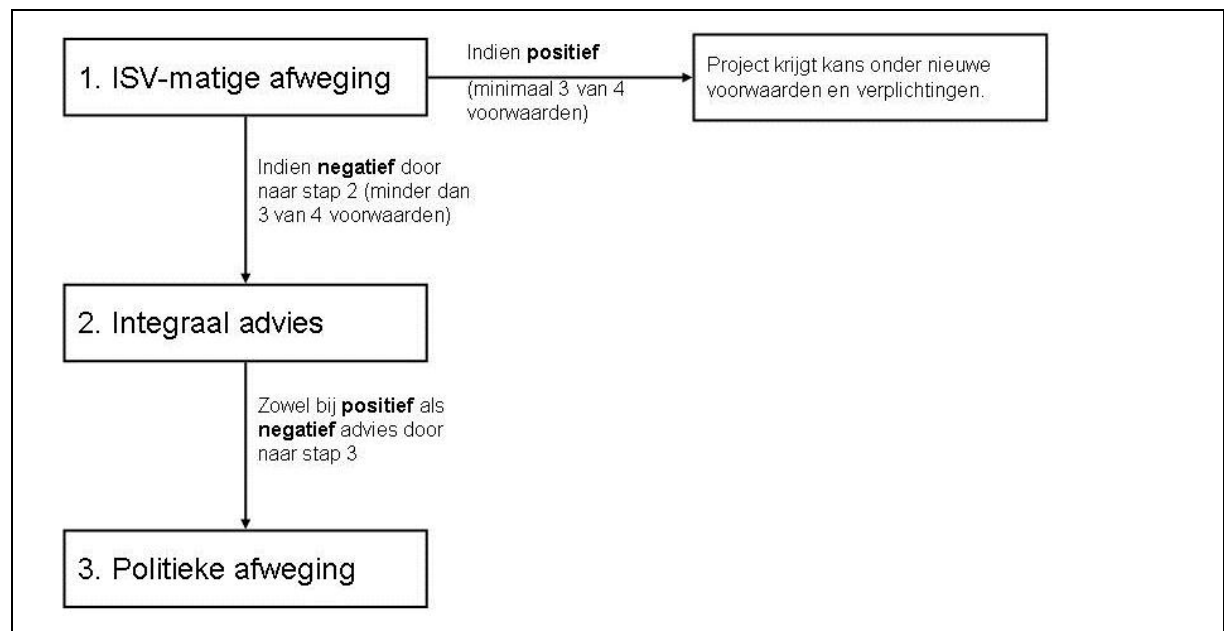 1. ISV-matige afweging
Indien positief
(minimaal 3 van 4
voorwaarden)
Project krijgt kans onder nieuwe
voorwaarden en verplichtingen.
Indien negatief door
naar stap 2 (minder dan
3 van 4 voorwaarden)
2. Integraal advies
Zowel bij positief als
negatief advies door
naar stap 3
3. Politieke afweging